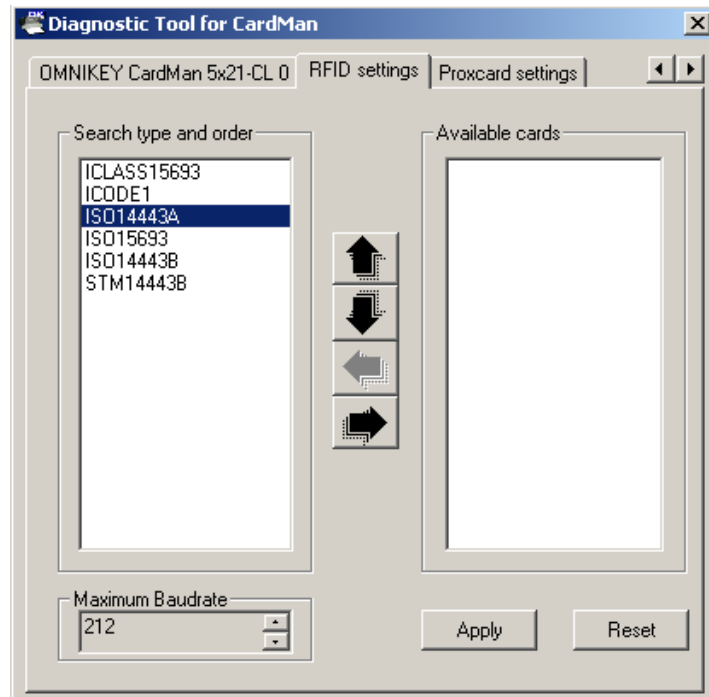 OK
Diagnostic Tool for CardMan
OMNIKEY CardMan 5x21-CL 0
RFID settings
Proxcard settings
Search type and order
ICLASS15693
ICODE1
ISO14443A
ISO15693
ISO14443B
STM14443B
Available cards
Maximum Baudrate
212
Apply
Reset